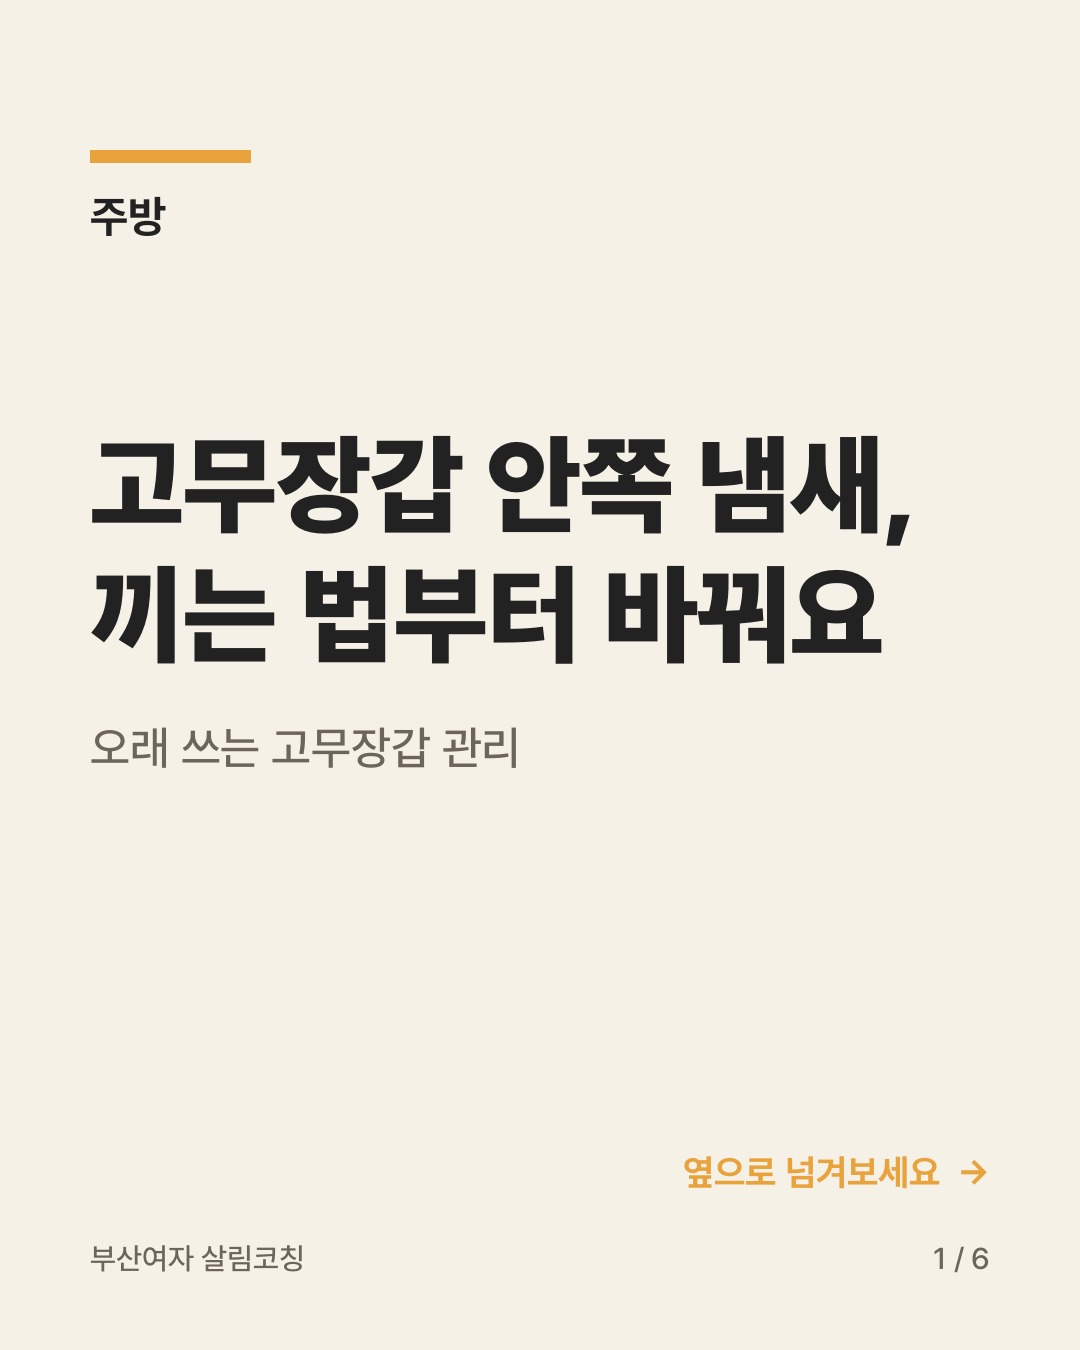 주방
고무장갑 안쪽 냄새,
끼는 법부터 바꿔요
오래 쓰는 고무장갑 관리
옆으로 넘겨보세요 →
부산여자 살림코칭
1 / 6